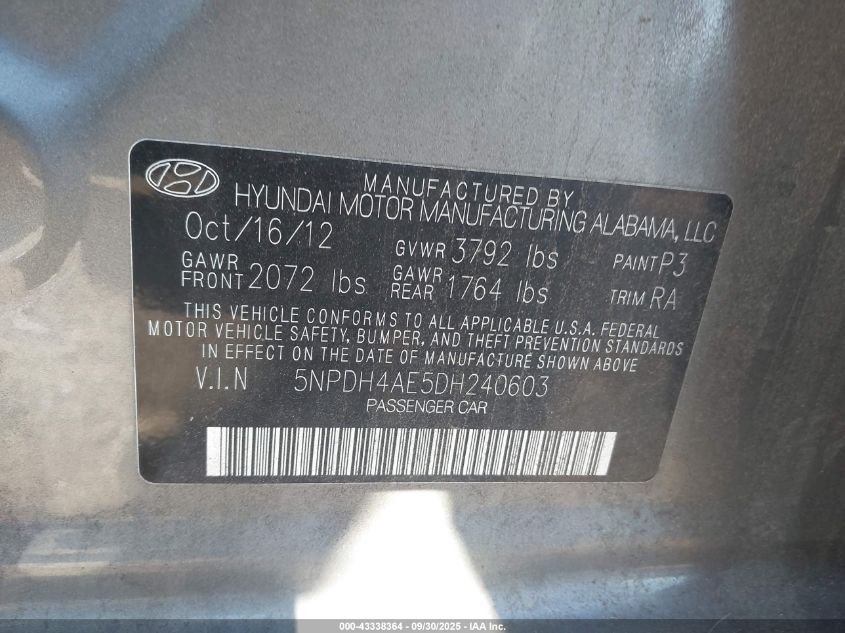 MANUFACTURED BY
HYUNDAI MOTOR MANUFACTURING ALABAMA, LLC
Oct/16/12 GVWR 3792 lbs PAINT P3
GAWR FRONT 2072 lbs GAWR REAR 1764 lbs TRIM RA
THIS VEHICLE CONFORMS TO ALL APPLICABLE U.S.A. FEDERAL
MOTOR VEHICLE SAFETY, BUMPER, AND THEFT PREVENTION STANDARDS
IN EFFECT ON THE DATE OF MANUFACTURE SHOWN ABOVE
V.I.N 5NPDH4AE5DH240603
PASSENGER CAR
000-43338364 - 09/30/2025 - IAA Inc.